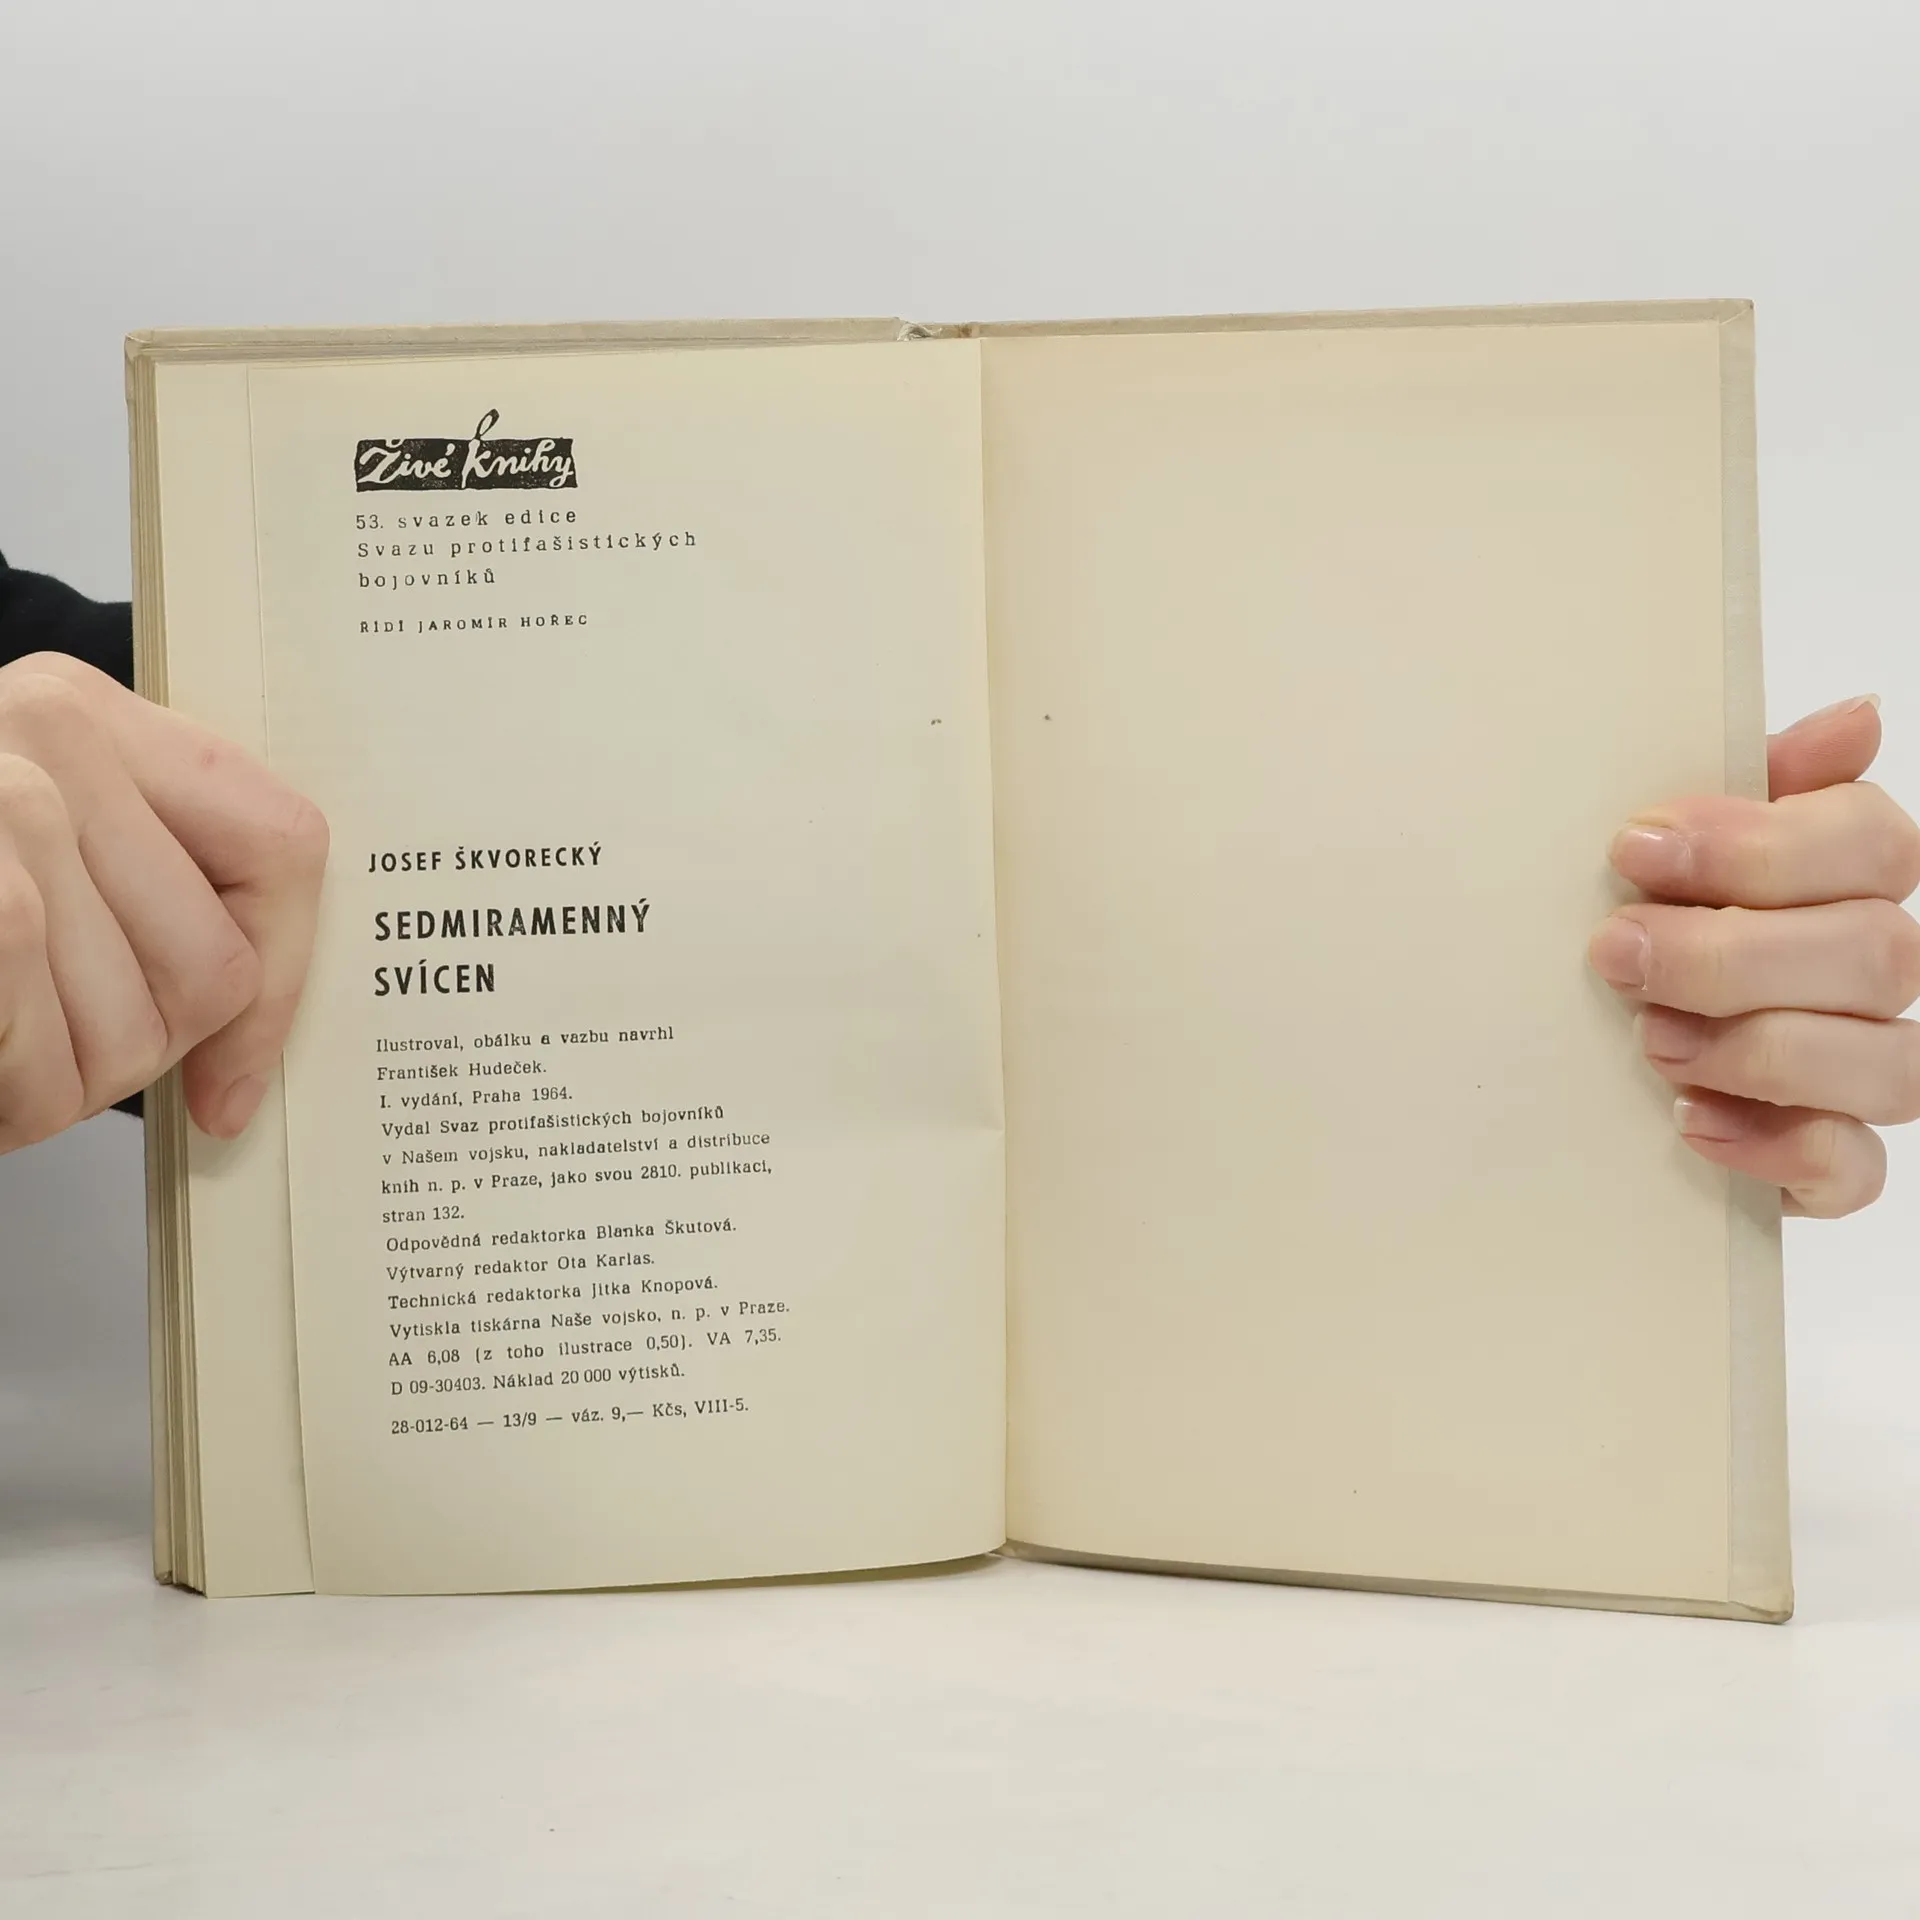 Živé knihy
53. svazek edice
Svazu protifašistických
bojovníků
ŘÍDÍ JAROMÍR HOŘEC
JOSEF ŠKVORECKÝ
SEDMIRAMENNÝ
SVÍCEN
Ilustroval, obálku a vazbu navrhl
František Hudeček.
I. vydání, Praha 1964.
Vydal Svaz protifašistických bojovníků
v Našem vojsku, nakladatelství a distribuce
knih n. p. v Praze, jako svou 2810. publikaci,
stran 132.
Odpovědná redaktorka Blanka Škutová.
Výtvarný redaktor Ota Karlas.
Technická redaktorka Jitka Knopová.
Vytiskla tiskárna Naše vojsko, n. p. v Praze.
AA 6,08 (z toho ilustrace 0,50). VA 7,35.
D 09-30403. Náklad 20 000 výtisků.
28-012-64 — 13/9 — váz. 9,— Kčs, VIII-5.